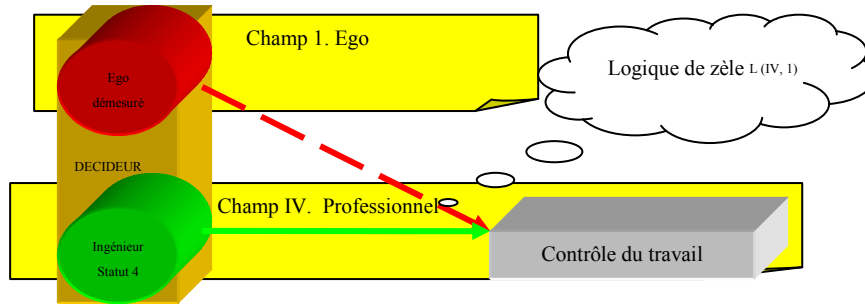 Champ 1. Ego
Ego
démesuré
Logique de zèle L (IV, 1)
DECIDEUR
Champ IV. Professionnel
Ingénieur
Statut 4
Contrôle du travail